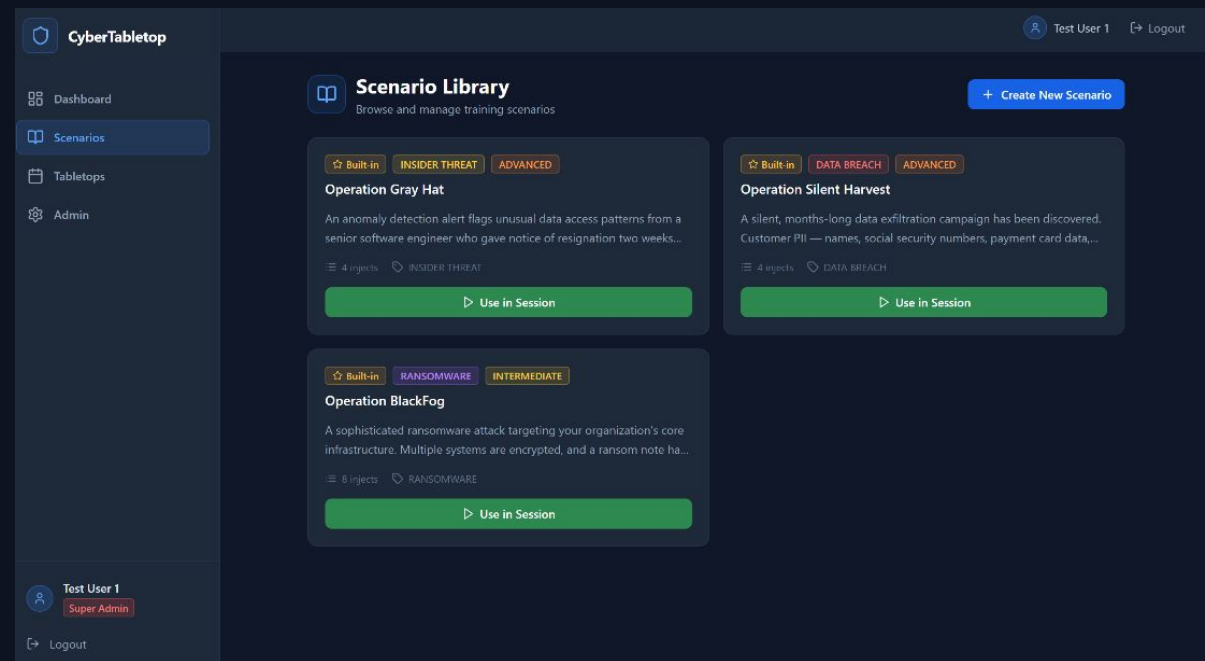 CyberTabletop
Test User 1
Logout
Dashboard
Scenarios
Tabletops
Admin
Scenario Library
Browse and manage training scenarios
+ Create New Scenario
Built-in INSIDER THREAT ADVANCED
Operation Gray Hat
An anomaly detection alert flags unusual data access patterns from a
senior software engineer who gave notice of resignation two weeks...
4 injects INSIDER THREAT
Use in Session
Built-in DATA BREACH ADVANCED
Operation Silent Harvest
A silent, months-long data exfiltration campaign has been discovered.
Customer PII — names, social security numbers, payment card data,...
4 injects DATA BREACH
Use in Session
Built-in RANSOMWARE INTERMEDIATE
Operation BlackFog
A sophisticated ransomware attack targeting your organization's core
infrastructure. Multiple systems are encrypted, and a ransom note ha...
8 injects RANSOMWARE
Use in Session
Test User 1
Super Admin
Logout